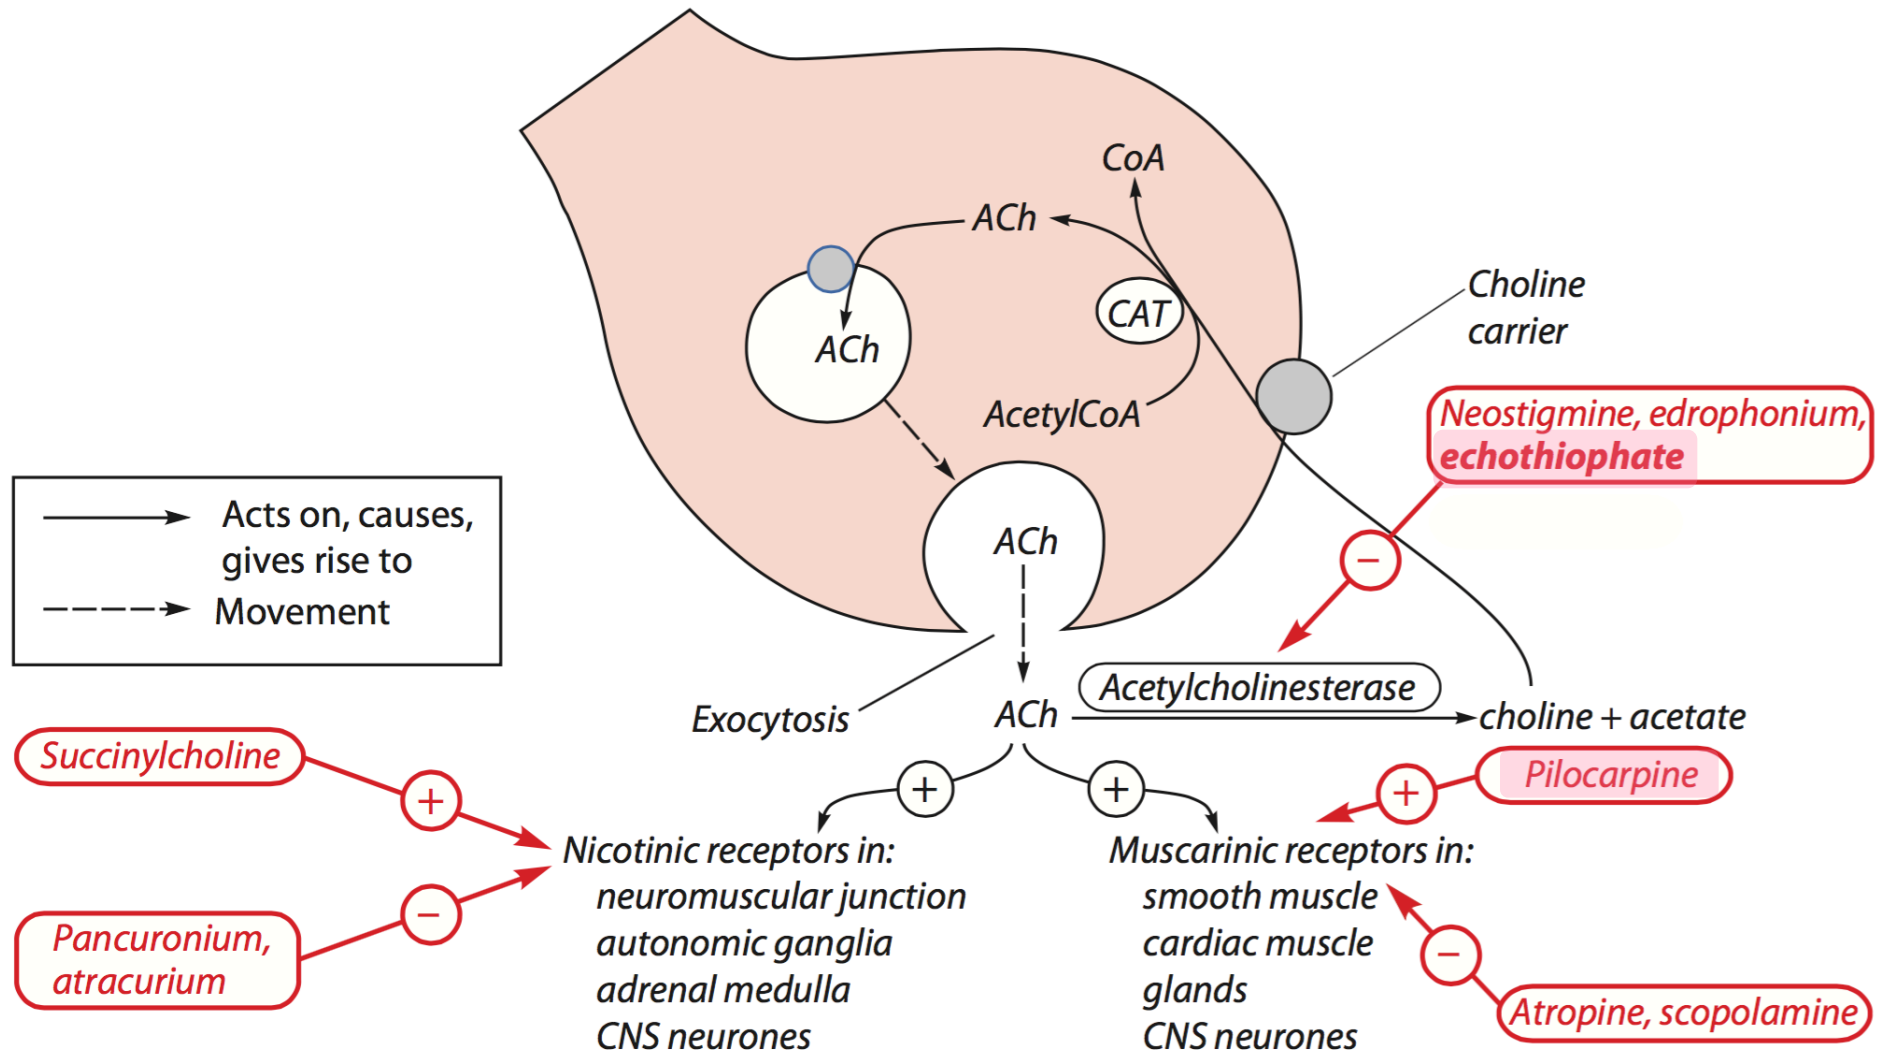 CoA
ACh
Choline
carrier
CAT
ACh
AcetylCoA
Neostigmine, edrophonium,
echothiophate
Acts on, causes,
gives rise to
Movement
ACh
−
Acetylcholinesterase
Exocytosis
ACh
choline + acetate
Succinylcholine
+
+
+
+
Pilocarpine
Nicotinic receptors in:
neuromuscular junction
autonomic ganglia
adrenal medulla
CNS neurones
Muscarinic receptors in:
smooth muscle
cardiac muscle
glands
CNS neurones
−
Pancuronium,
atracurium
−
Atropine, scopolamine